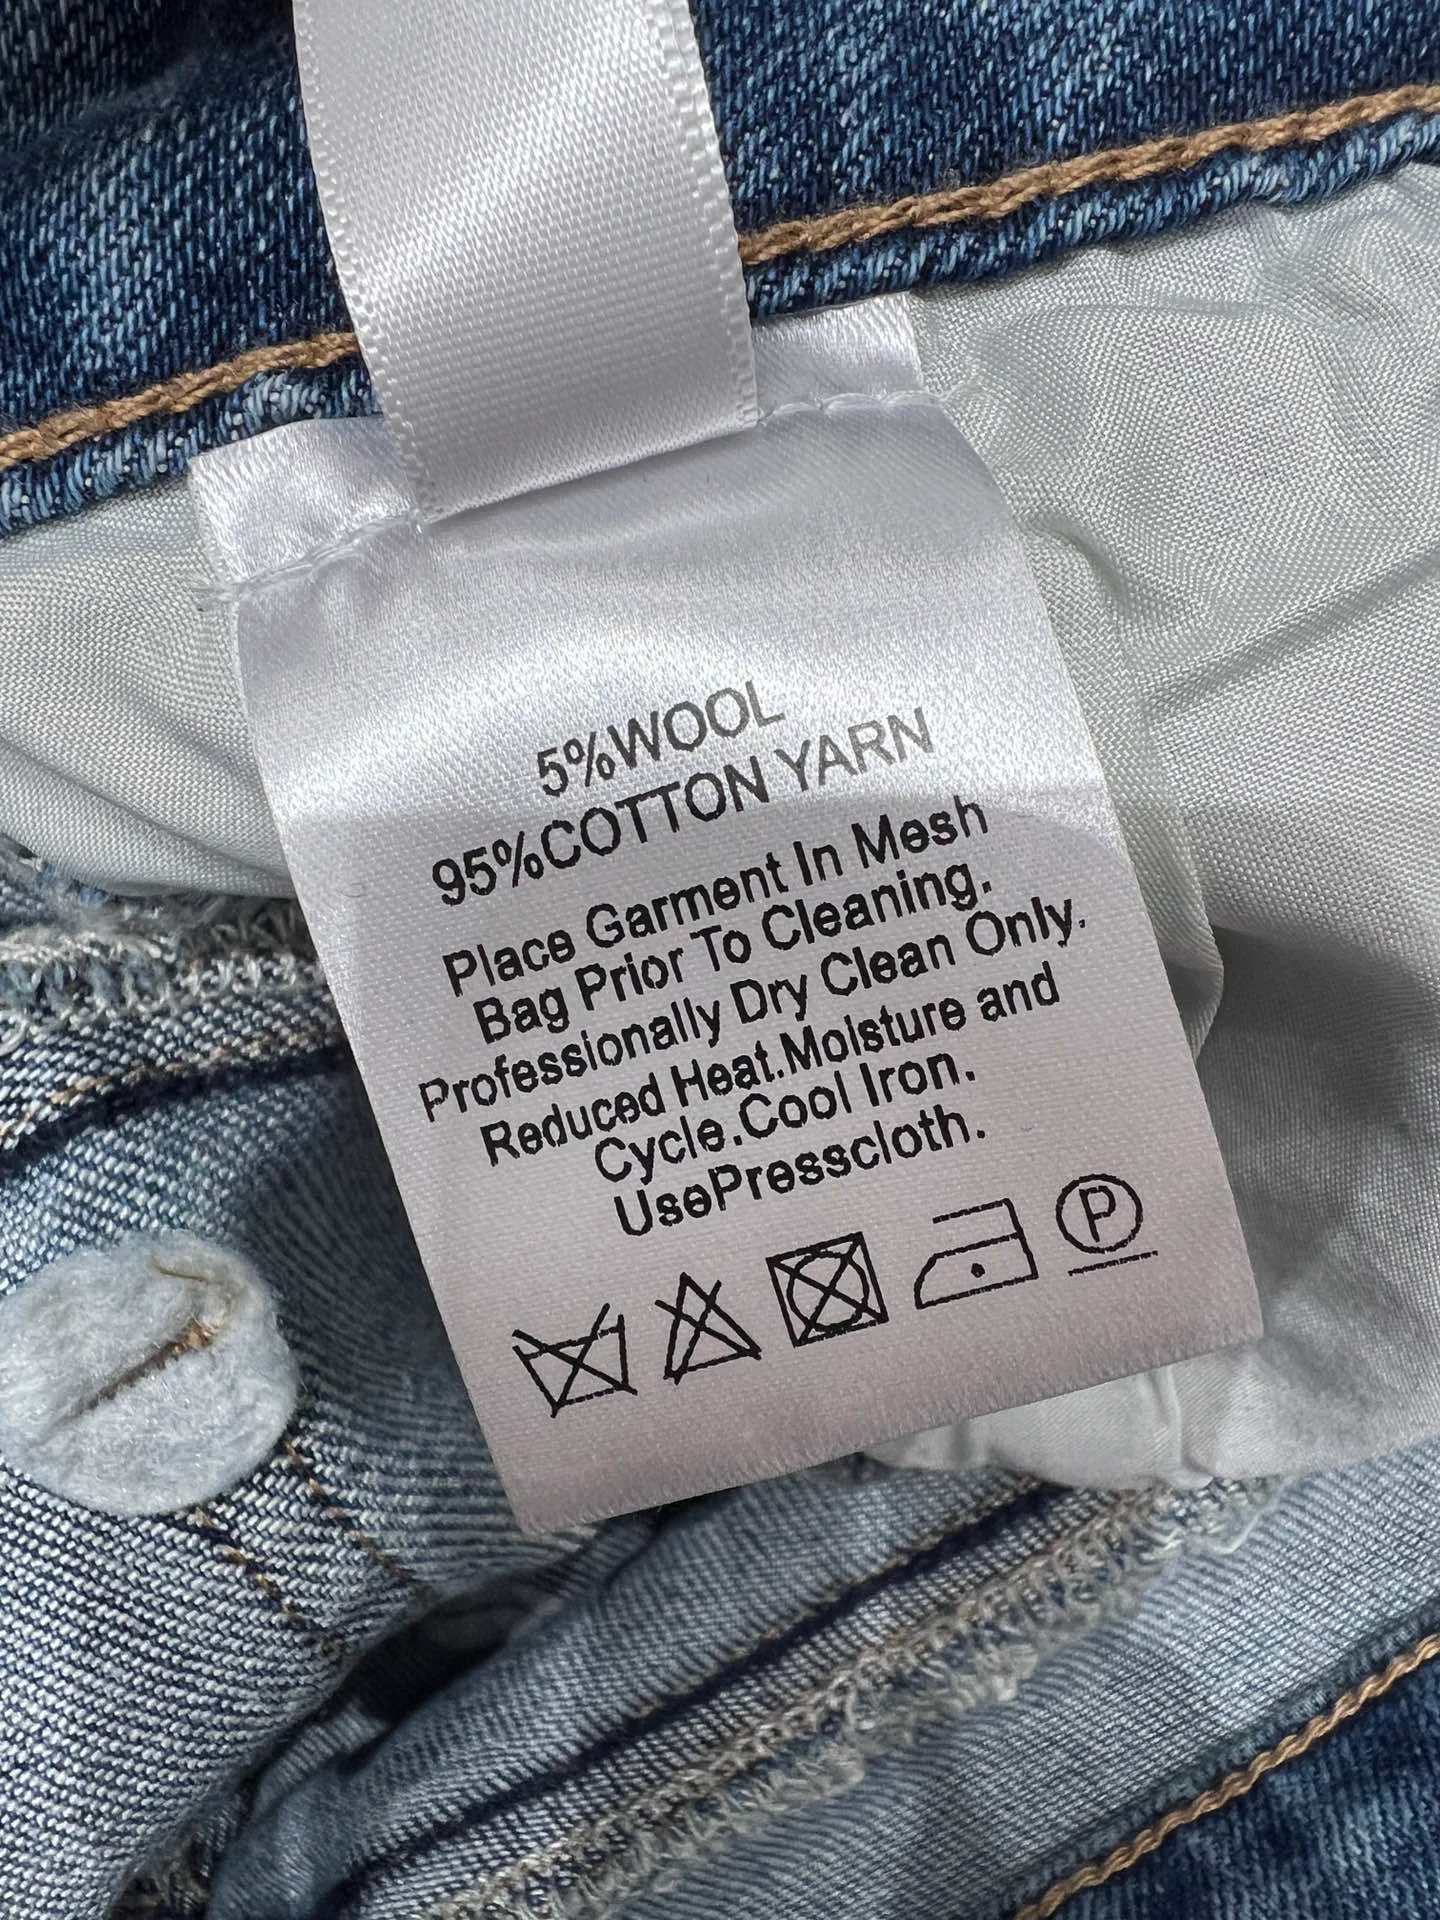 5%WOOL
95%COTTON YARN
Place Garment In Mesh
Bag Prior To Cleaning.
Professionally Dry Clean Only.
Reduced Heat.Moisture and
Cycle.Cool Iron.
UsePresscloth.
P